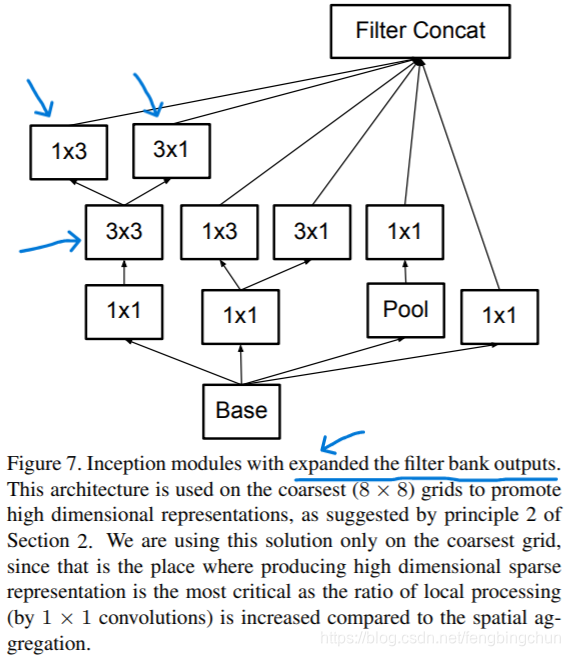 Filter Concat
1x3 3x1
3x3 1x3 3x1 1x1
1x1 1x1 Pool 1x1
Base
Figure 7. Inception modules with expanded the filter bank outputs.
This architecture is used on the coarsest (8 × 8) grids to promote
high dimensional representations, as suggested by principle 2 of
Section 2. We are using this solution only on the coarsest grid,
since that is the place where producing high dimensional sparse
representation is the most critical as the ratio of local processing
(by 1 × 1 convolutions) is increased compared to the spatial ag-
gregation.
https://blog.csdn.net/fengbingchun